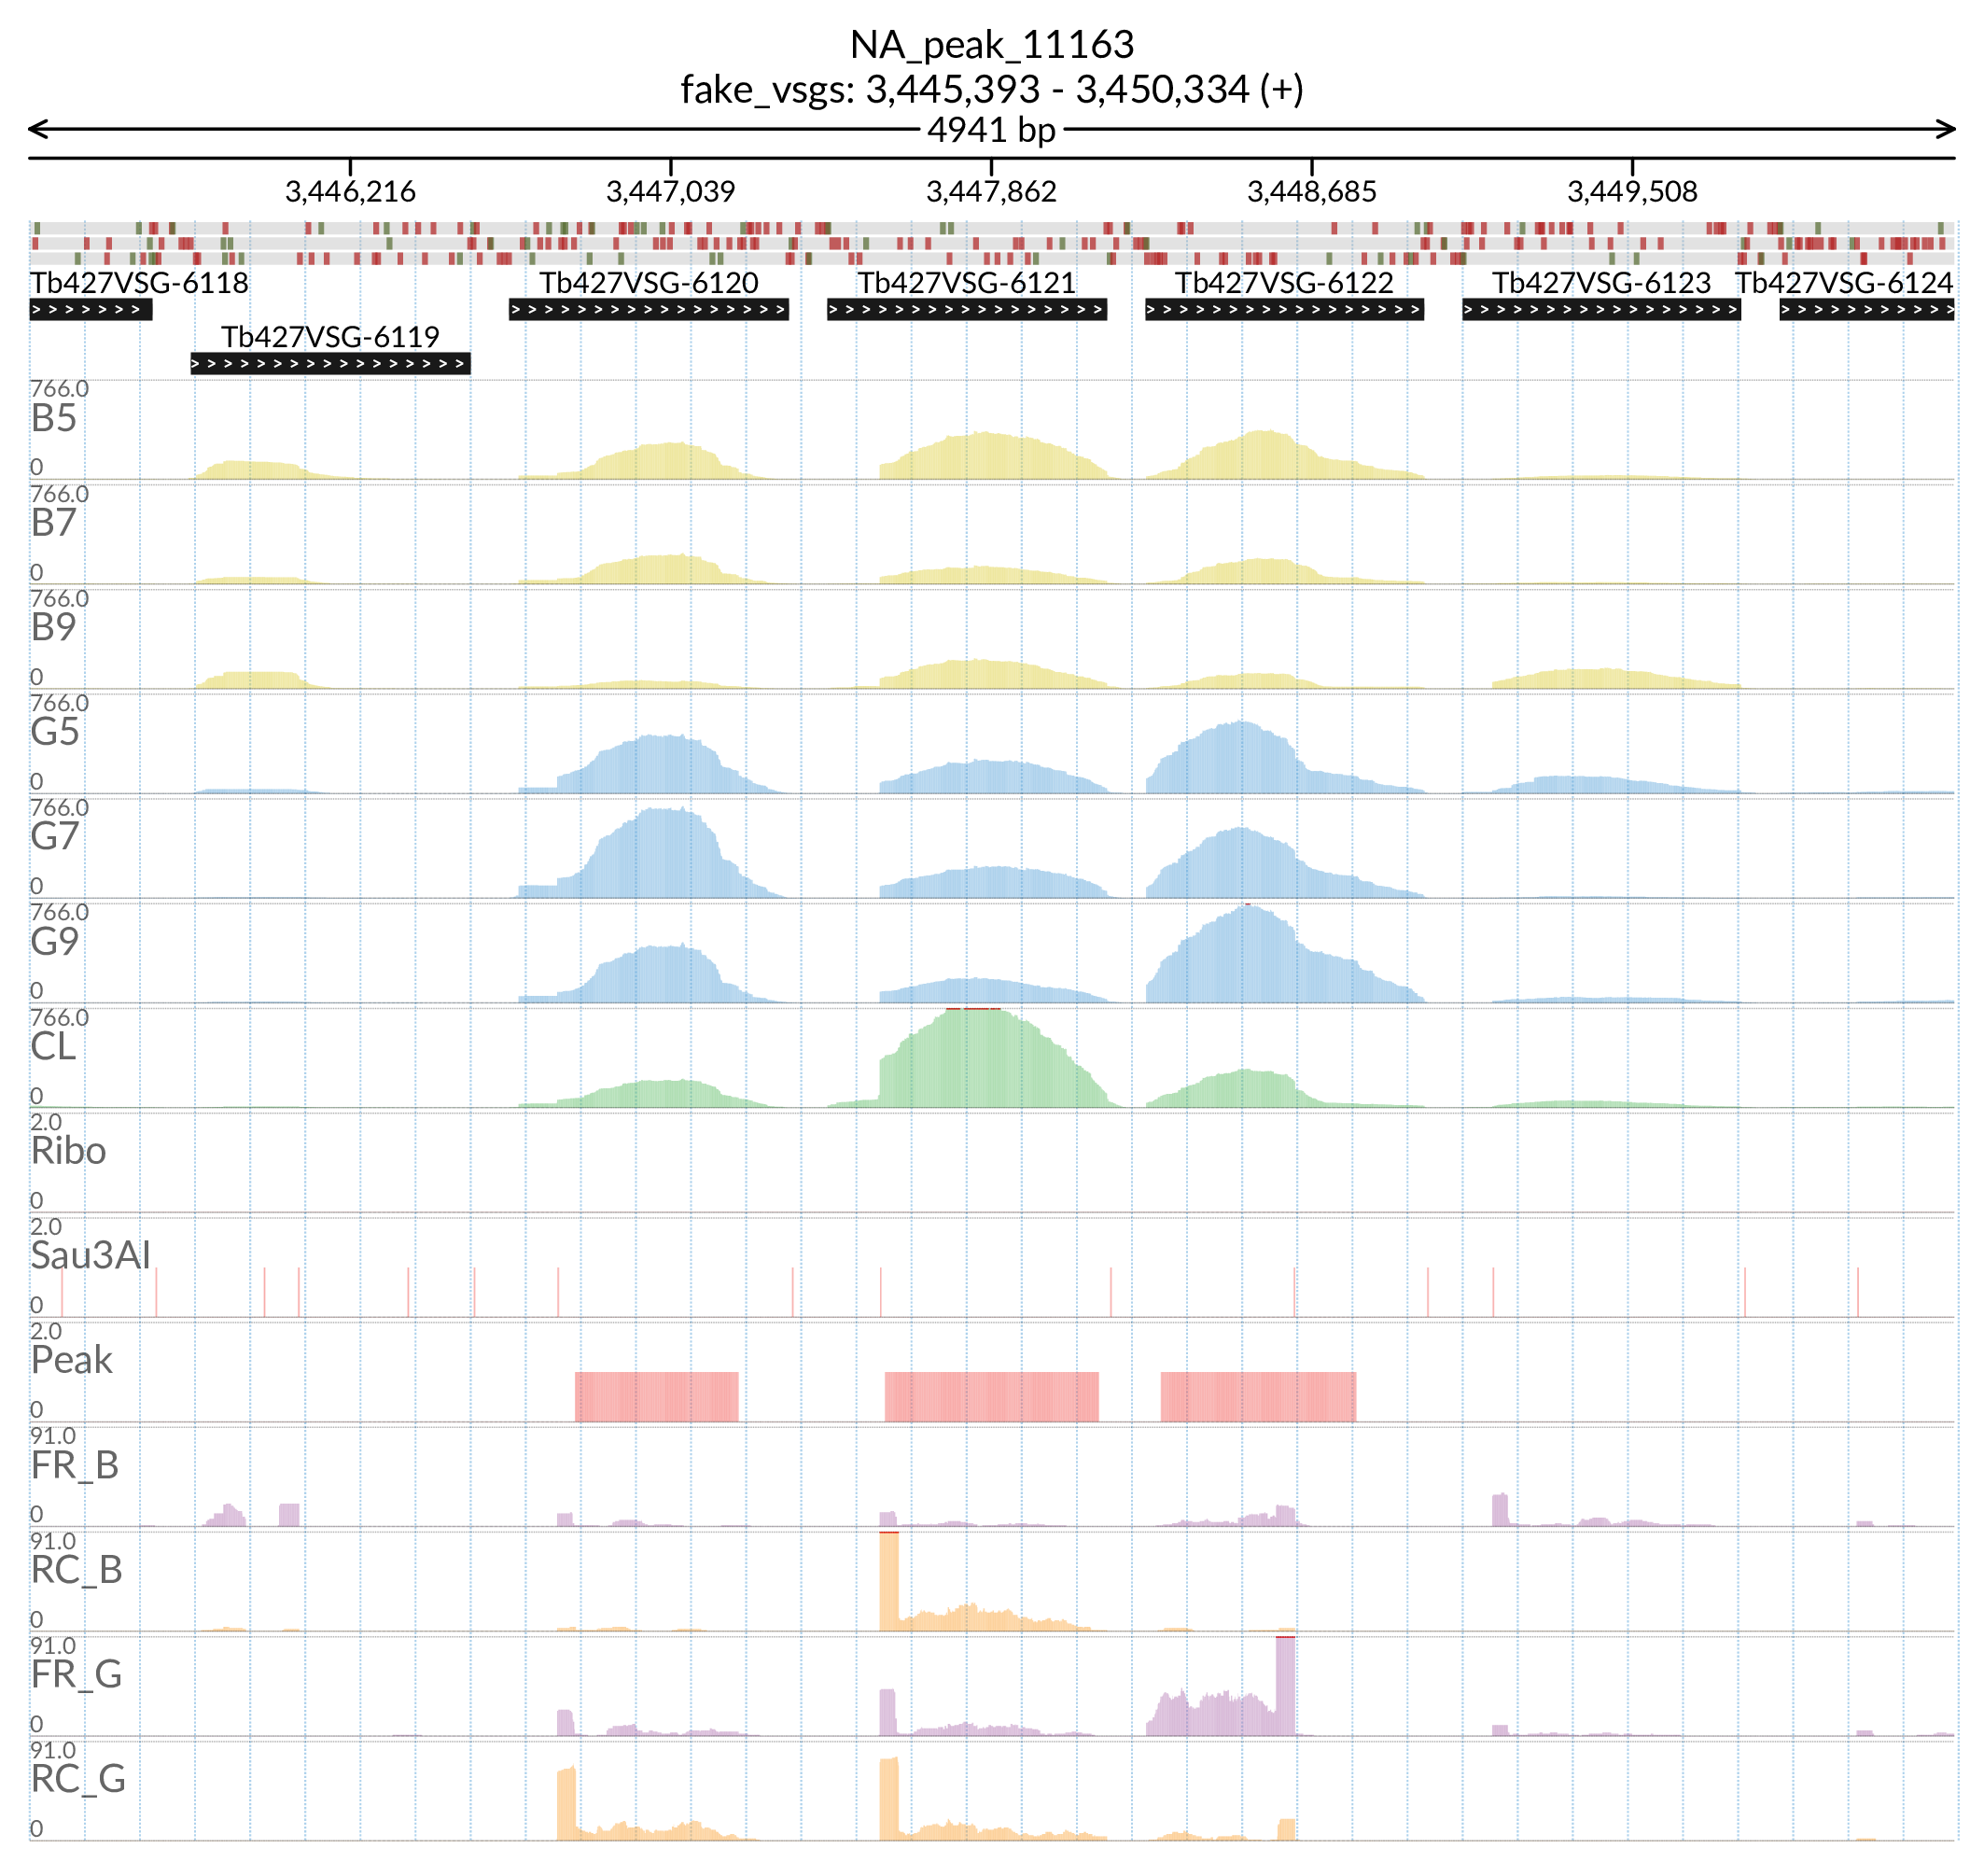 NA_peak_11163
fake_vsgs: 3,445,393 - 3,450,334 (+)
4941 bp
3,446,216 3,447,039 3,447,862 3,448,685 3,449,508
Tb427VSG-6118 Tb427VSG-6120 Tb427VSG-6121 Tb427VSG-6122 Tb427VSG-6123 Tb427VSG-6124
Tb427VSG-6119
766.0
B5
0
766.0
B7
0
766.0
B9
0
766.0
G5
0
766.0
G7
0
766.0
G9
0
766.0
CL
0
2.0
Ribo
0
2.0
Sau3AI
0
2.0
Peak
0
91.0
FR_B
0
91.0
RC_B
0
91.0
FR_G
0
91.0
RC_G
0